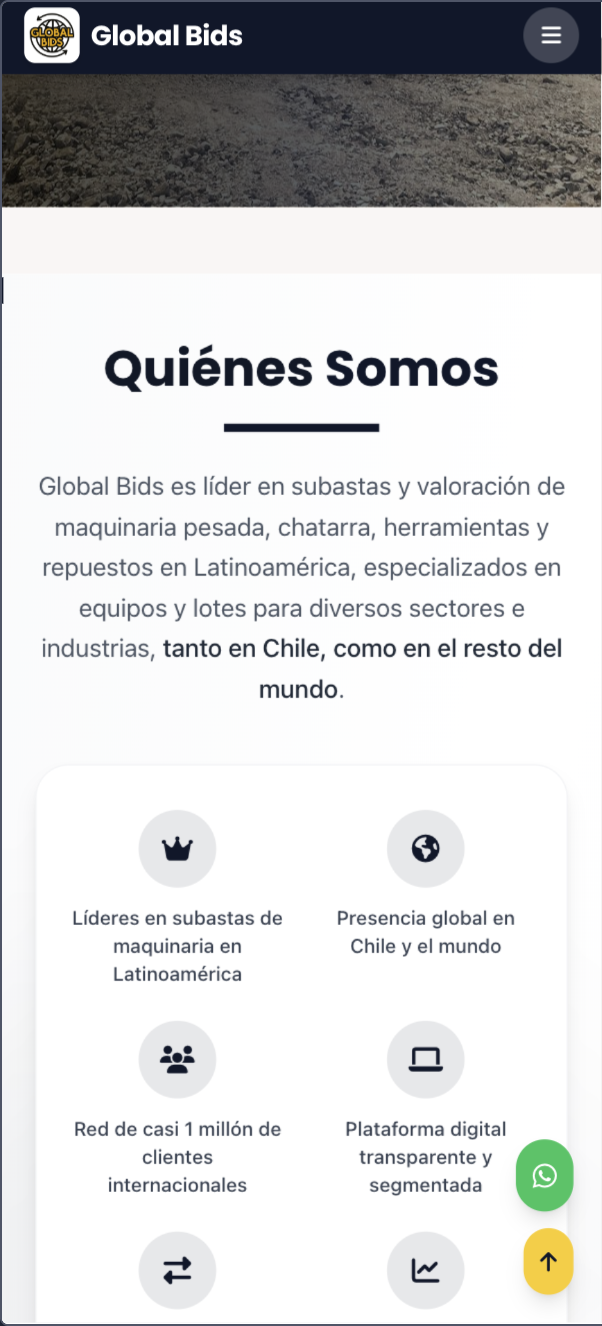 GLOBAL
BIDS
Global Bids
Quiénes Somos
Global Bids es líder en subastas y valoración de
maquinaria pesada, chatarra, herramientas y
repuestos en Latinoamérica, especializados en
equipos y lotes para diversos sectores e
industrias, tanto en Chile, como en el resto del
mundo.
Líderes en subastas de
maquinaria en
Latinoamérica
Presencia global en
Chile y el mundo
Red de casi 1 millón de
clientes
internacionales
Plataforma digital
transparente y
segmentada